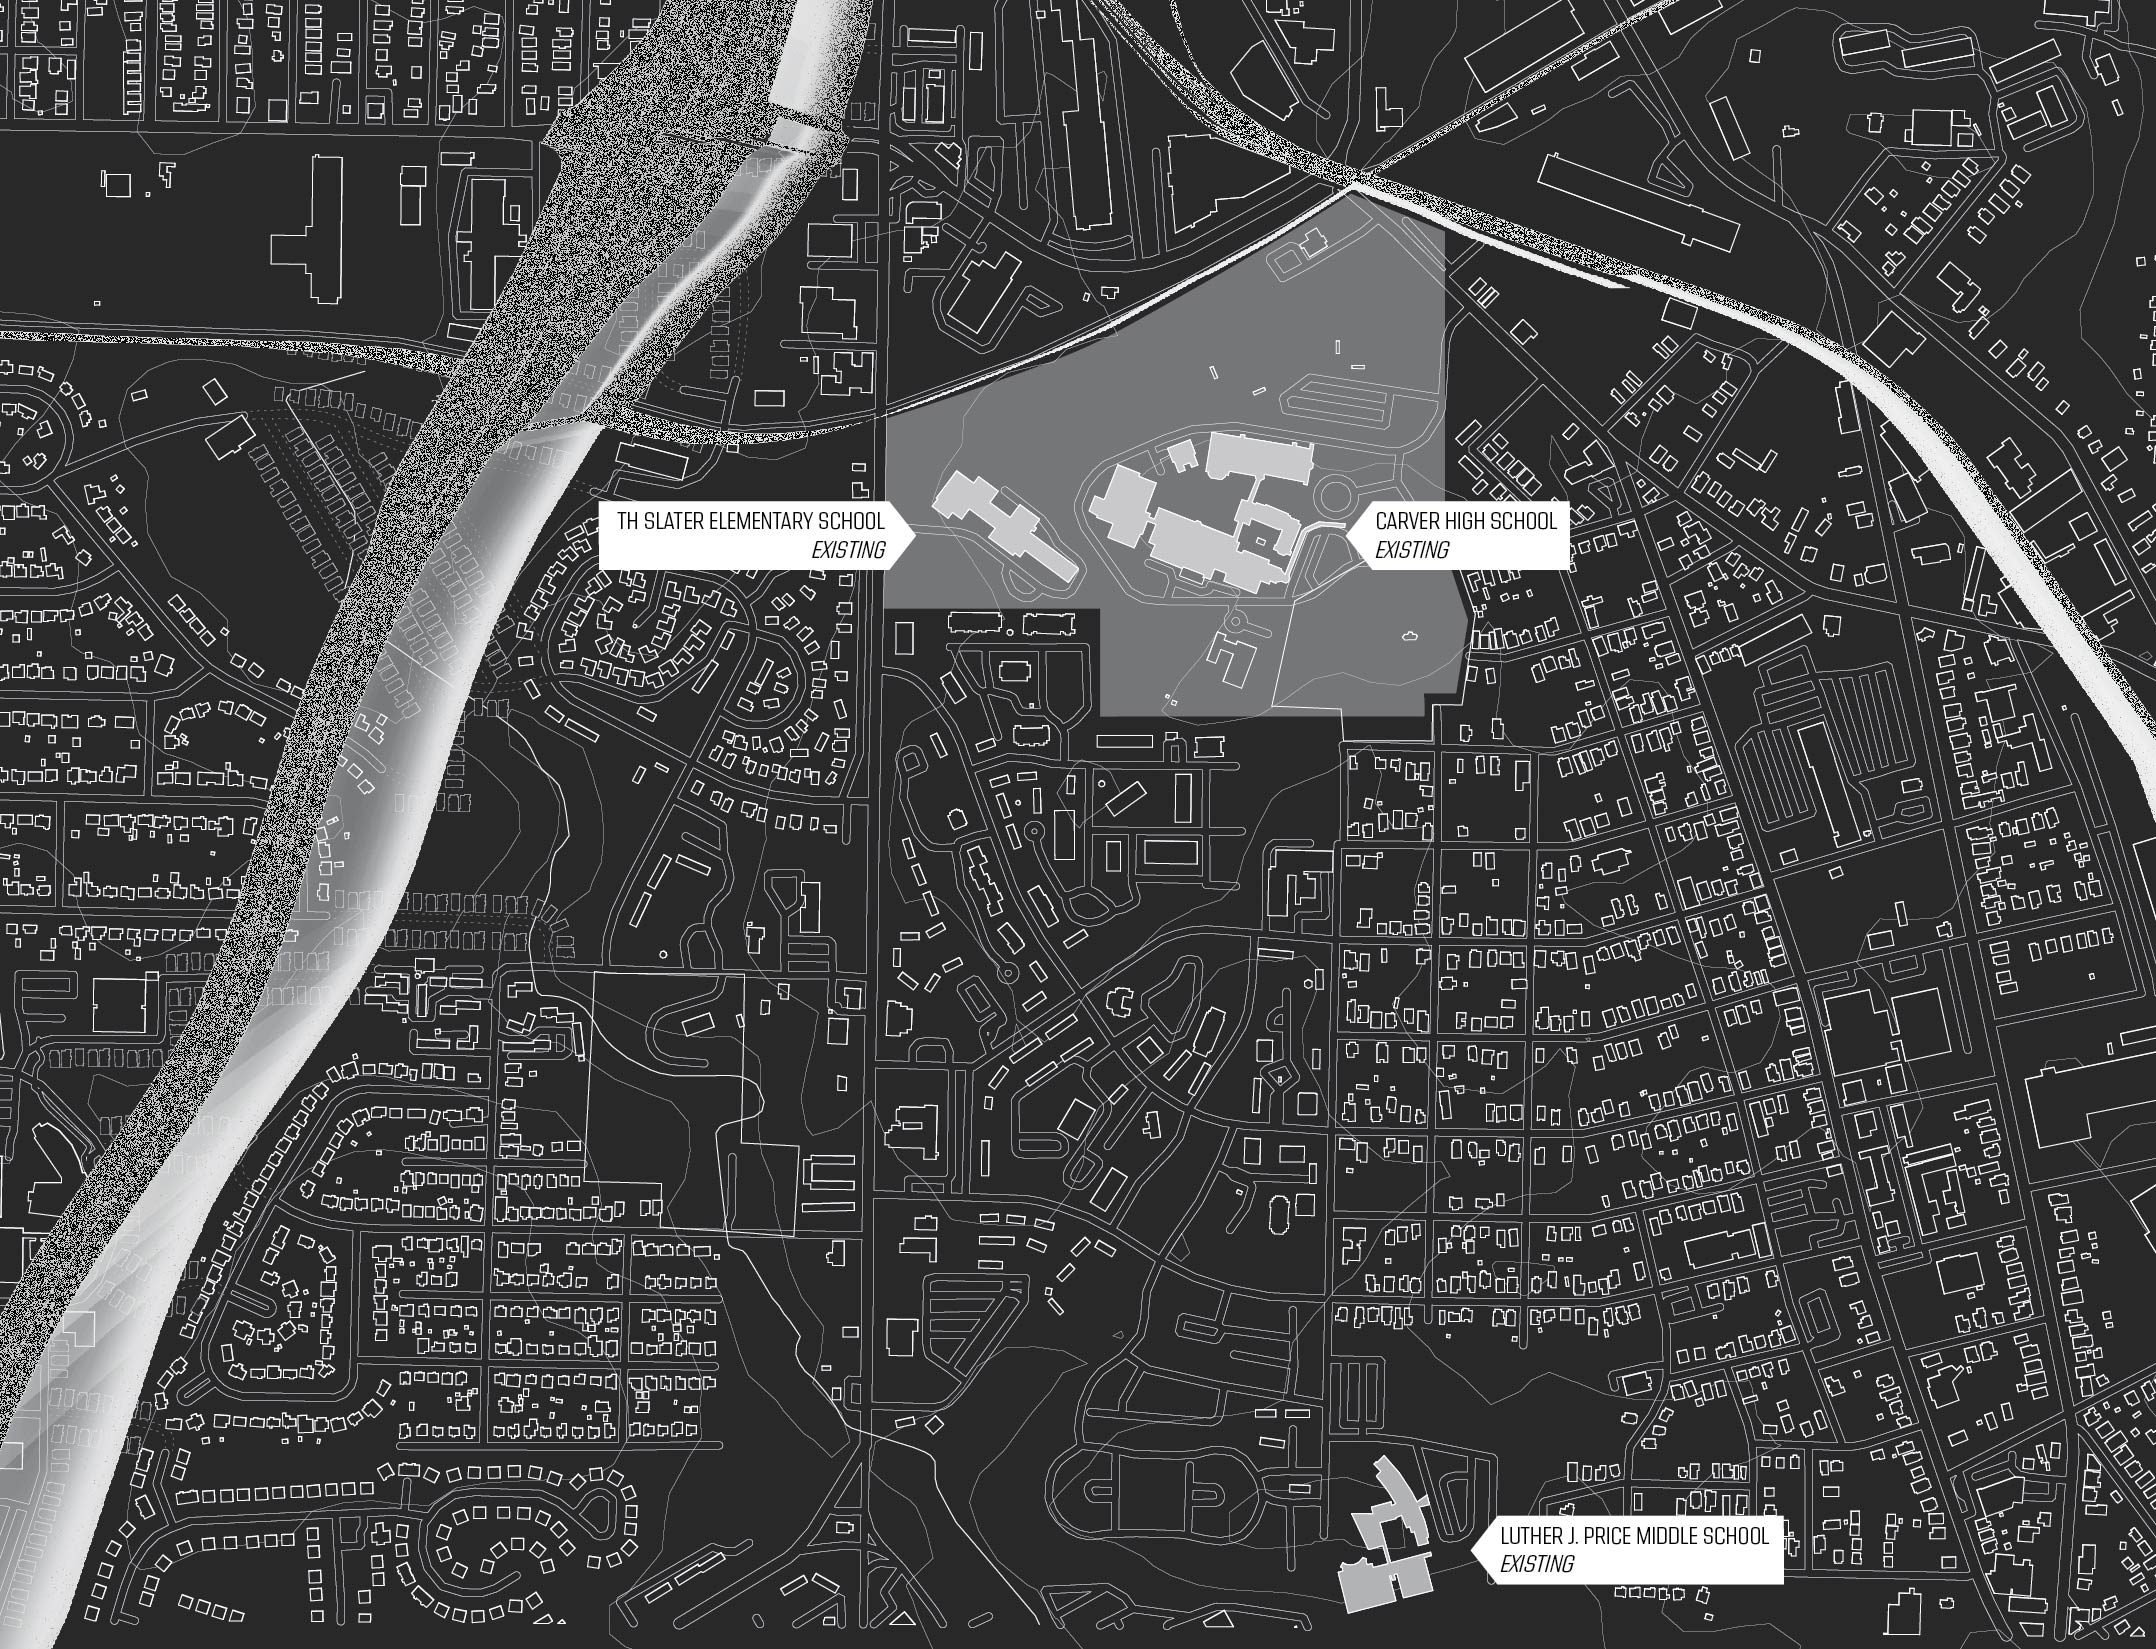 TH SLATER ELEMENTARY SCHOOL
EXISTING
CARVER HIGH SCHOOL
EXISTING
LUTHER J. PRICE MIDDLE SCHOOL
EXISTING